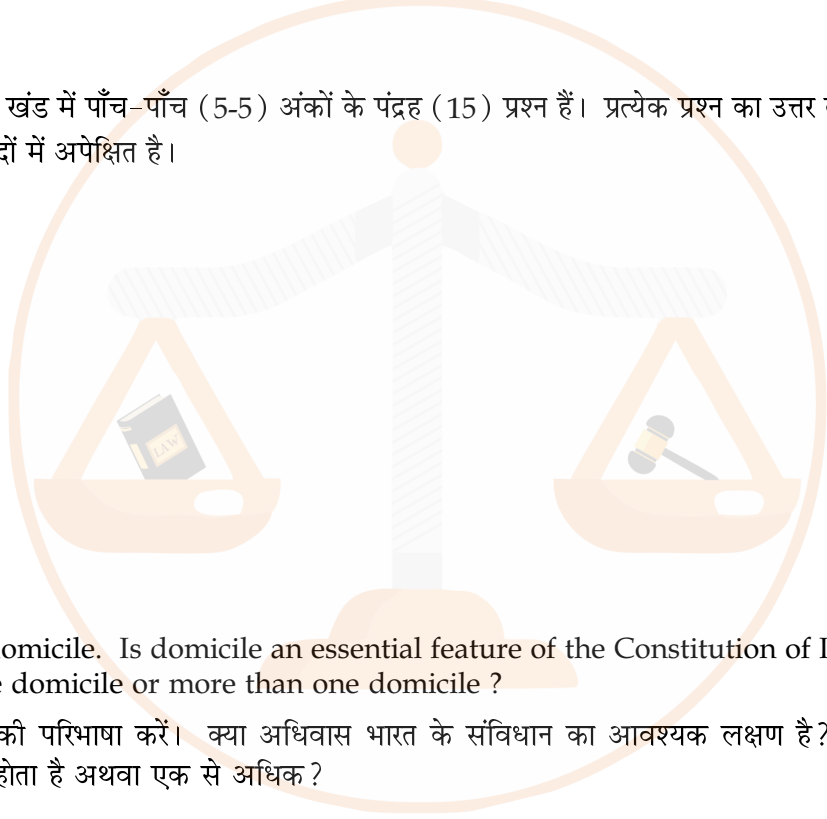 खंड में पाँच-पाँच (5-5) अंकों के पंद्रह (15) प्रश्न हैं। प्रत्येक प्रश्न का उत्तर
में अपेक्षित है।
LAW
omicile. Is domicile an essential feature of the Constitution of I
e domicile or more than one domicile ?
की परिभाषा करें। क्या अधिवास भारत के संविधान का आवश्यक लक्षण है?
होता है अथवा एक से अधिक?